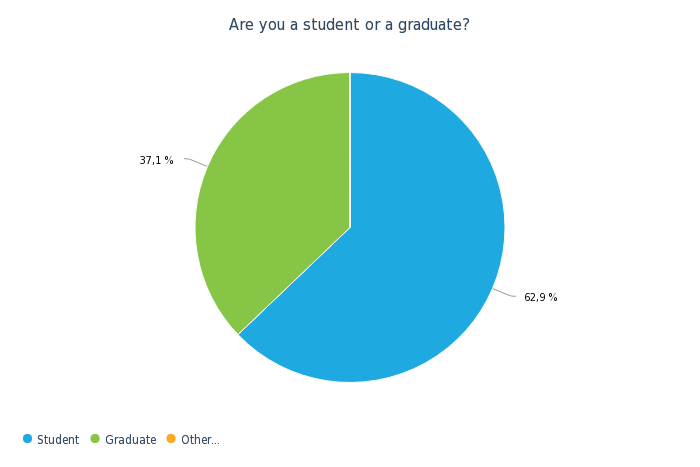 Are you a student or a graduate?
37,1 %
62,9 %
Student Graduate Other...